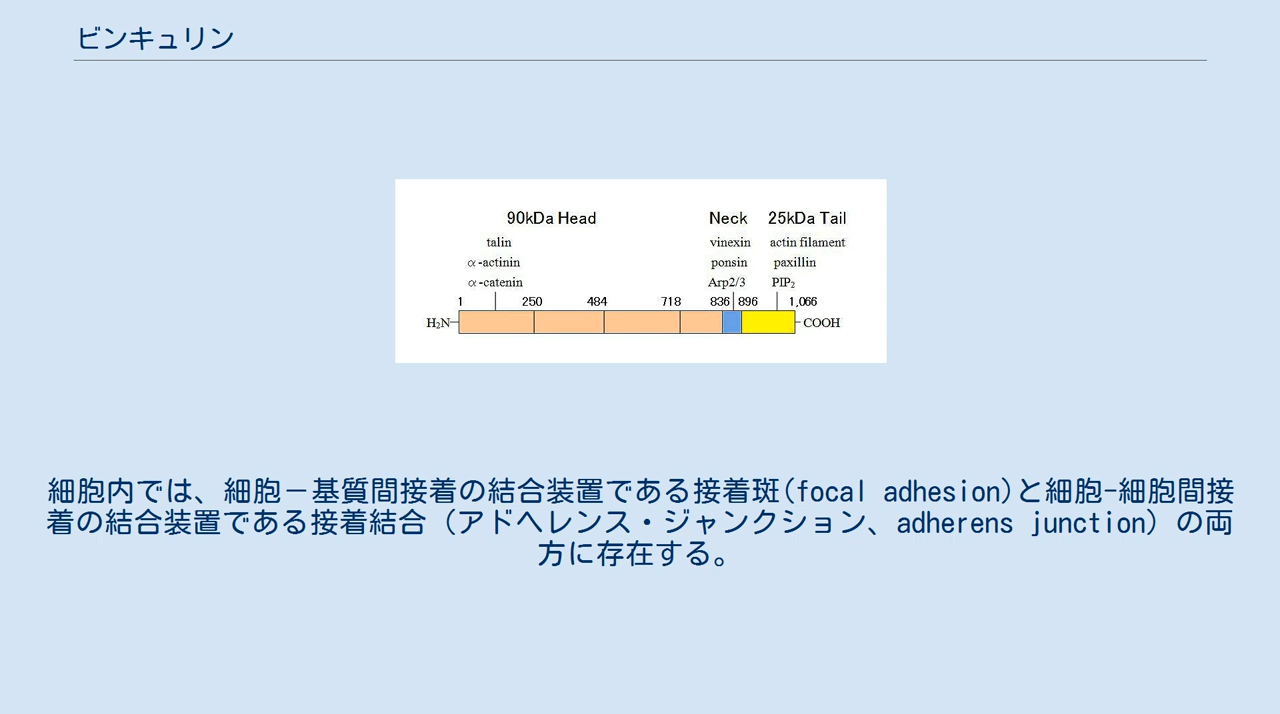 ビンキュリン
90kDa Head Neck 25kDa Tail
talin vinexin actin filament
α-actinin ponsin paxillin
α-catenin Arp2/3 PIP₂
1 250 484 718 836 896 1,066
H₂N COOH
細胞内では、細胞－基質間接着の結合装置である接着斑(focal adhesion)と細胞-細胞間接
着の結合装置である接着結合（アドヘレンス・ジャンクション、adherens junction）の両
方に存在する。